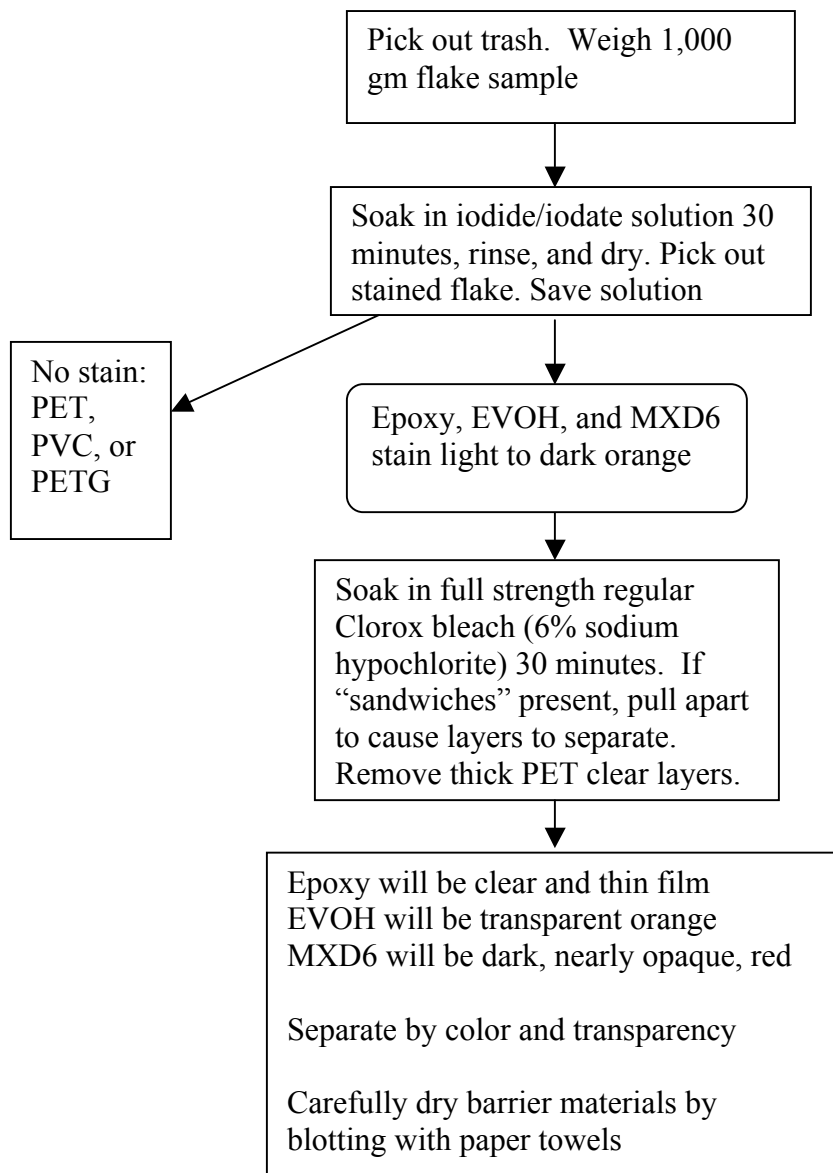 Pick out trash.  Weigh 1,000
gm flake sample
Soak in iodide/iodate solution 30
minutes, rinse, and dry. Pick out
stained flake. Save solution
No stain:
PET,
PVC, or
PETG
Epoxy, EVOH, and MXD6
stain light to dark orange
Soak in full strength regular
Clorox bleach (6% sodium
hypochlorite) 30 minutes.  If
“sandwiches” present, pull apart
to cause layers to separate.
Remove thick PET clear layers.
Epoxy will be clear and thin film
EVOH will be transparent orange
MXD6 will be dark, nearly opaque, red
Separate by color and transparency
Carefully dry barrier materials by
blotting with paper towels